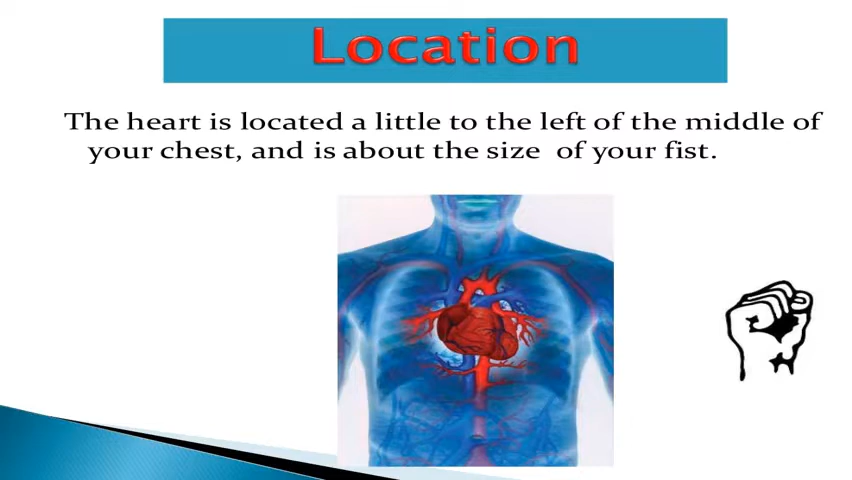 Location
The heart is located a little to the left of the middle of
your chest, and is about the size of your fist.